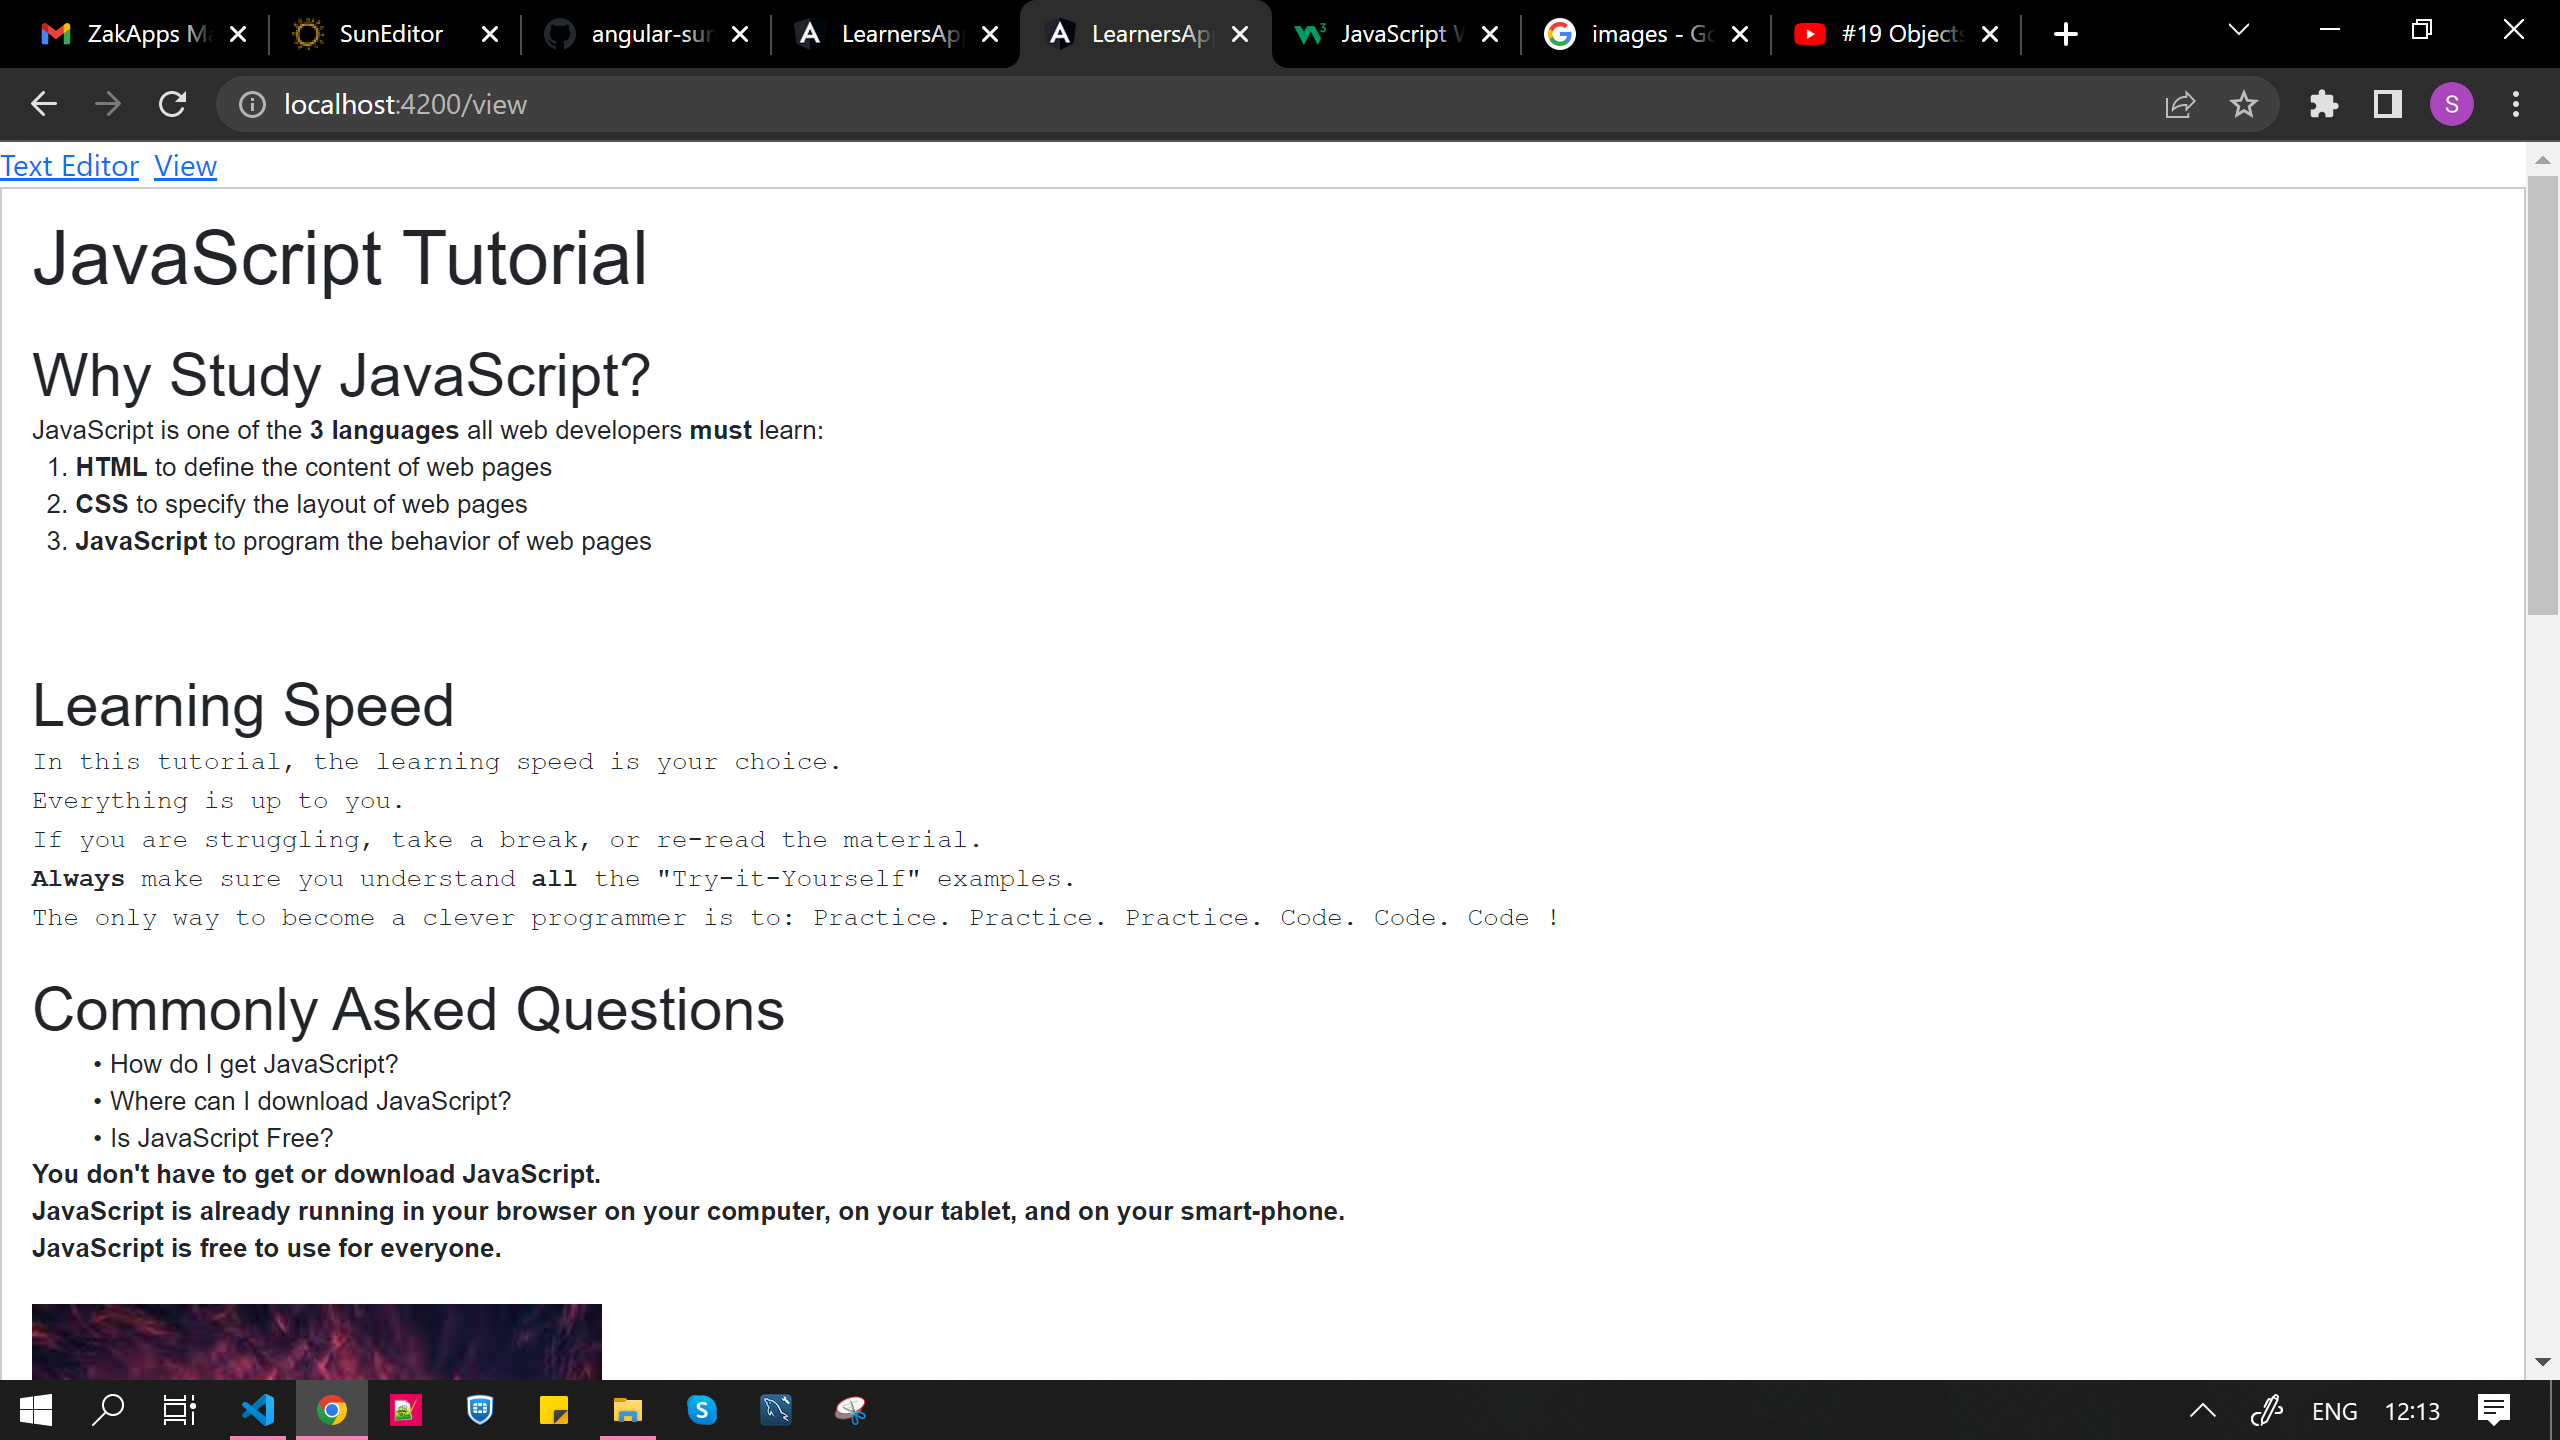 ZakApps Ma
SunEditor
angular-sun
LearnersApp
LearnersApp
JavaScript
images - Go
#19 Objects
localhost:4200/view
S
Text Editor View
JavaScript Tutorial
Why Study JavaScript?
JavaScript is one of the 3 languages all web developers must learn:
1. HTML to define the content of web pages
2. CSS to specify the layout of web pages
3. JavaScript to program the behavior of web pages
Learning Speed
In this tutorial, the learning speed is your choice.
Everything is up to you.
If you are struggling, take a break, or re-read the material.
Always make sure you understand all the "Try-it-Yourself" examples.
The only way to become a clever programmer is to: Practice. Practice. Practice. Code. Code. Code !
Commonly Asked Questions
• How do I get JavaScript?
• Where can I download JavaScript?
• Is JavaScript Free?
You don't have to get or download JavaScript.
JavaScript is already running in your browser on your computer, on your tablet, and on your smart-phone.
JavaScript is free to use for everyone.
ENG 12:13